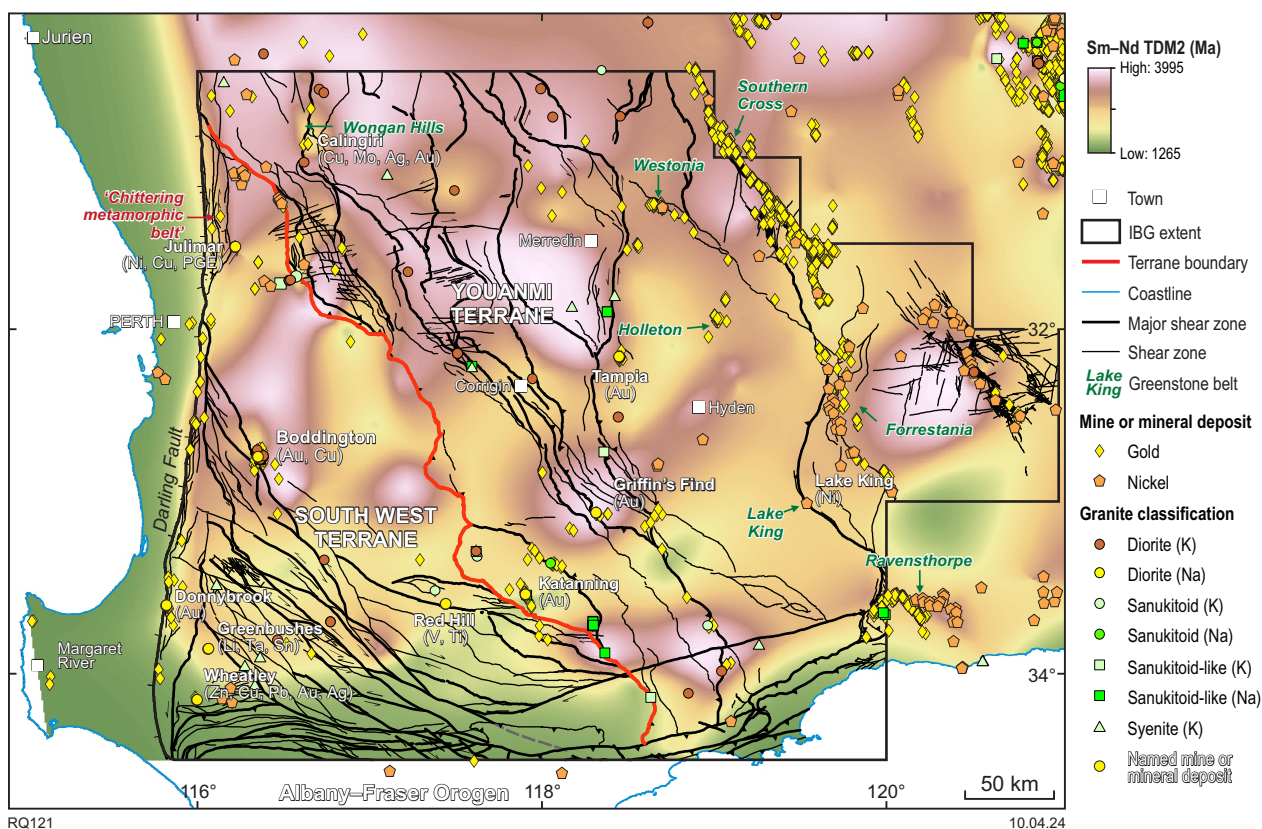 Jurien
Southern
Cross
Wongan Hills
Calingiri
(Cu, Mo, Ag, Au)
Westonia
'Chittering
metamorphic
belt'
Julimar
(Ni, Cu, PGE)
Merredin
YOUANMI
TERRANE
PERTH
Holleton
32°
Tampia
(Au)
Corrigin
Hyden
Forrestania
Boddington
(Au, Cu)
Darling Fault
Griffin's Find
(Au)
Lake King
(Ni)
SOUTH WEST
TERRANE
Lake
King
Ravensthorpe
Katanning
(Au)
Donnybrook
(Au)
Red Hill
(V, Ti)
Greenbushes
(Li, Ta, Sn)
Margaret
River
Wheatley
(Zn, Cu, Pb, Au, Ag)
34°
116°
Albany–Fraser Orogen
118°
120°
50 km
RQ121
10.04.24
Sm–Nd TDM2 (Ma)
High: 3995
Low: 1265
Town
IBG extent
Terrane boundary
Coastline
Major shear zone
Shear zone
Lake
King
Greenstone belt
Mine or mineral deposit
Gold
Nickel
Granite classification
Diorite (K)
Diorite (Na)
Sanukitoid (K)
Sanukitoid (Na)
Sanukitoid-like (K)
Sanukitoid-like (Na)
Syenite (K)
Named mine or
mineral deposit